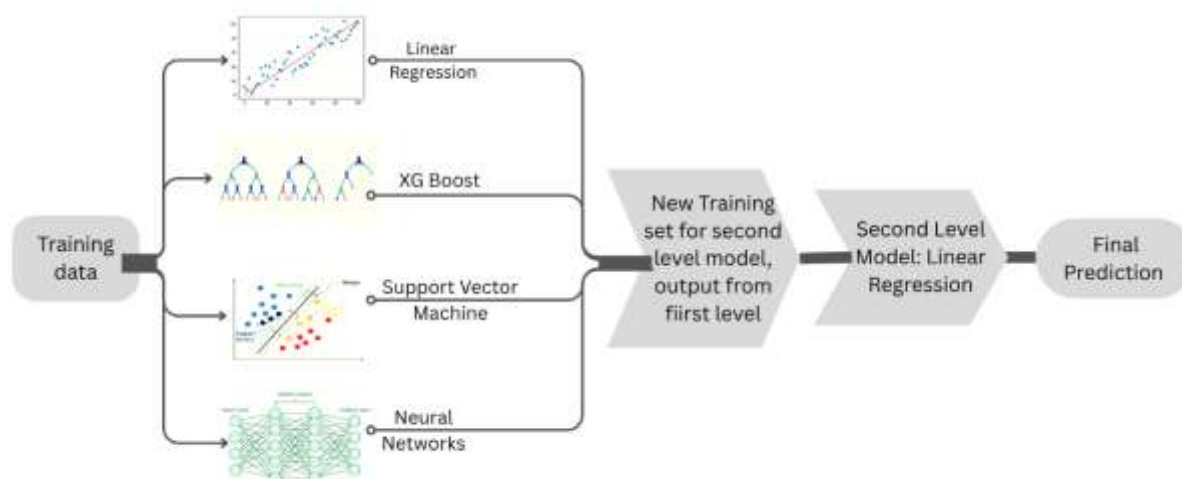 Training
data
Linear
Regression
XG Boost
Support Vector
Machine
Neural
Networks
New Training
set for second
level model,
output from
fiirst level
Second Level
Model: Linear
Regression
Final
Prediction